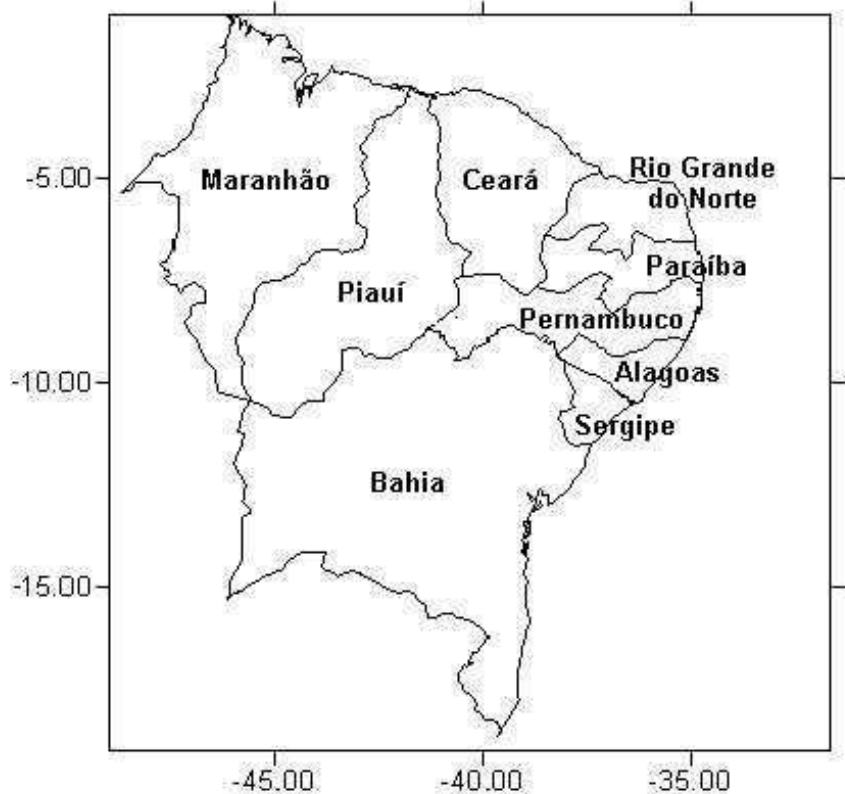 Rio Grande
-5.00
Maranhão
Ceará
do Norte
Paraíba
Piauí
Pernambuco
-10.00
Alagoas
Sergipe
Bahia
-15.00
-45.00
-40.00
-35.00